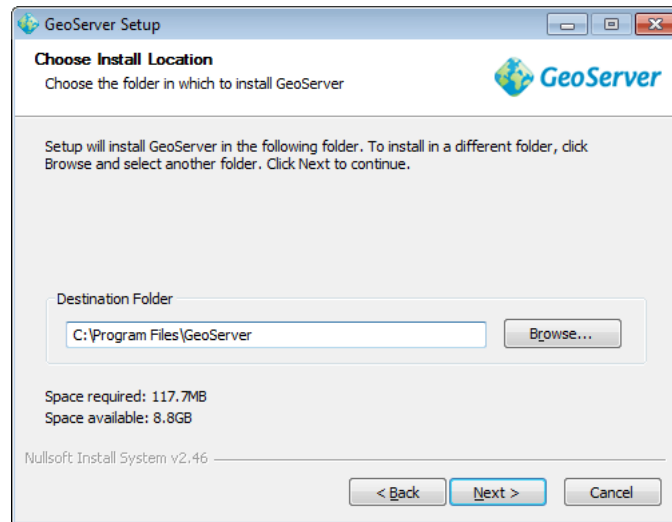 GeoServer Setup
Choose Install Location
Choose the folder in which to install GeoServer
GeoServer
Setup will install GeoServer in the following folder. To install in a different folder, click
Browse and select another folder. Click Next to continue.
Destination Folder
C:\Program Files\GeoServer
Browse...
Space required: 117.7MB
Space available: 8.8GB
Nullsoft Install System v2.46
< Back
Next >
Cancel